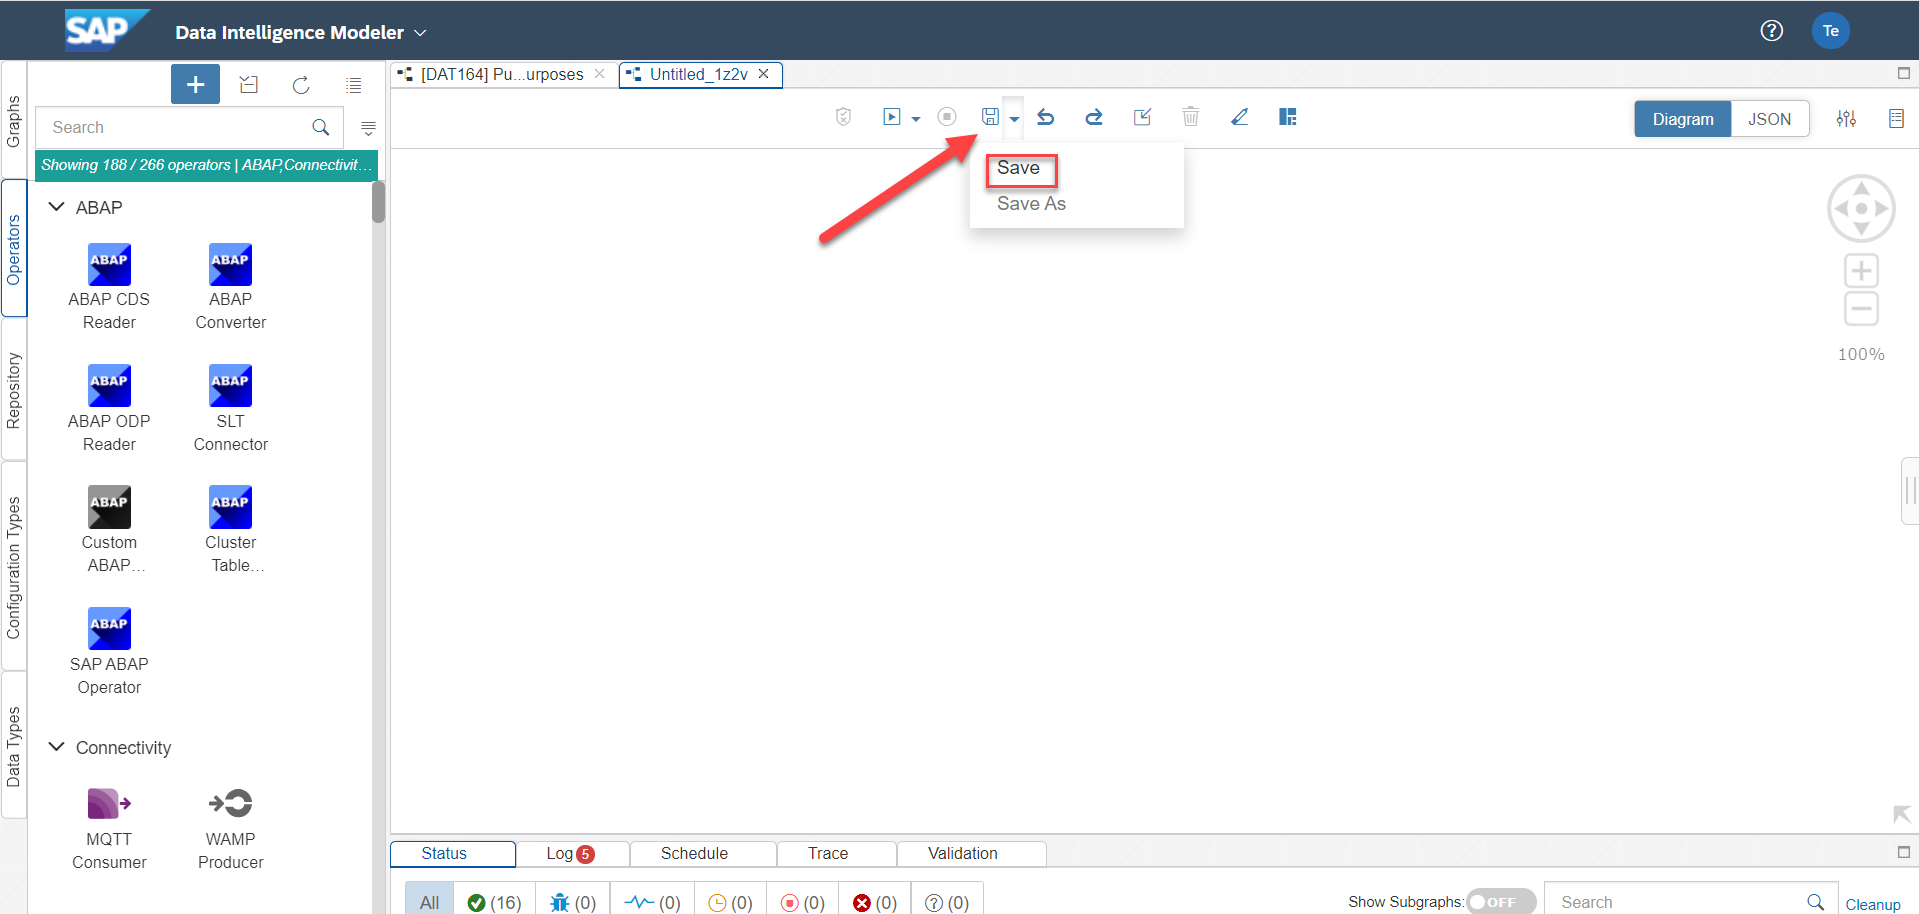 SAP
Data Intelligence Modeler
Te
Graphs
Operators
Repository
Configuration Types
Data Types
Search
Showing 188 / 266 operators | ABAP,Connectivit...
ABAP
ABAP
ABAP CDS
Reader
ABAP
ABAP
Converter
ABAP
ABAP ODP
Reader
ABAP
SLT
Connector
ABAP
Custom
ABAP...
ABAP
Cluster
Table...
ABAP
SAP ABAP
Operator
Connectivity
MQTT
Consumer
WAMP
Producer
[DAT164] Pu...urposes
Untitled_1z2v
Save
Save As
Diagram
JSON
100%
Status
Log 5
Schedule
Trace
Validation
All
(16)
(0)
(0)
(0)
(0)
(0)
(0)
Show Subgraphs:
OFF
Search
Cleanup